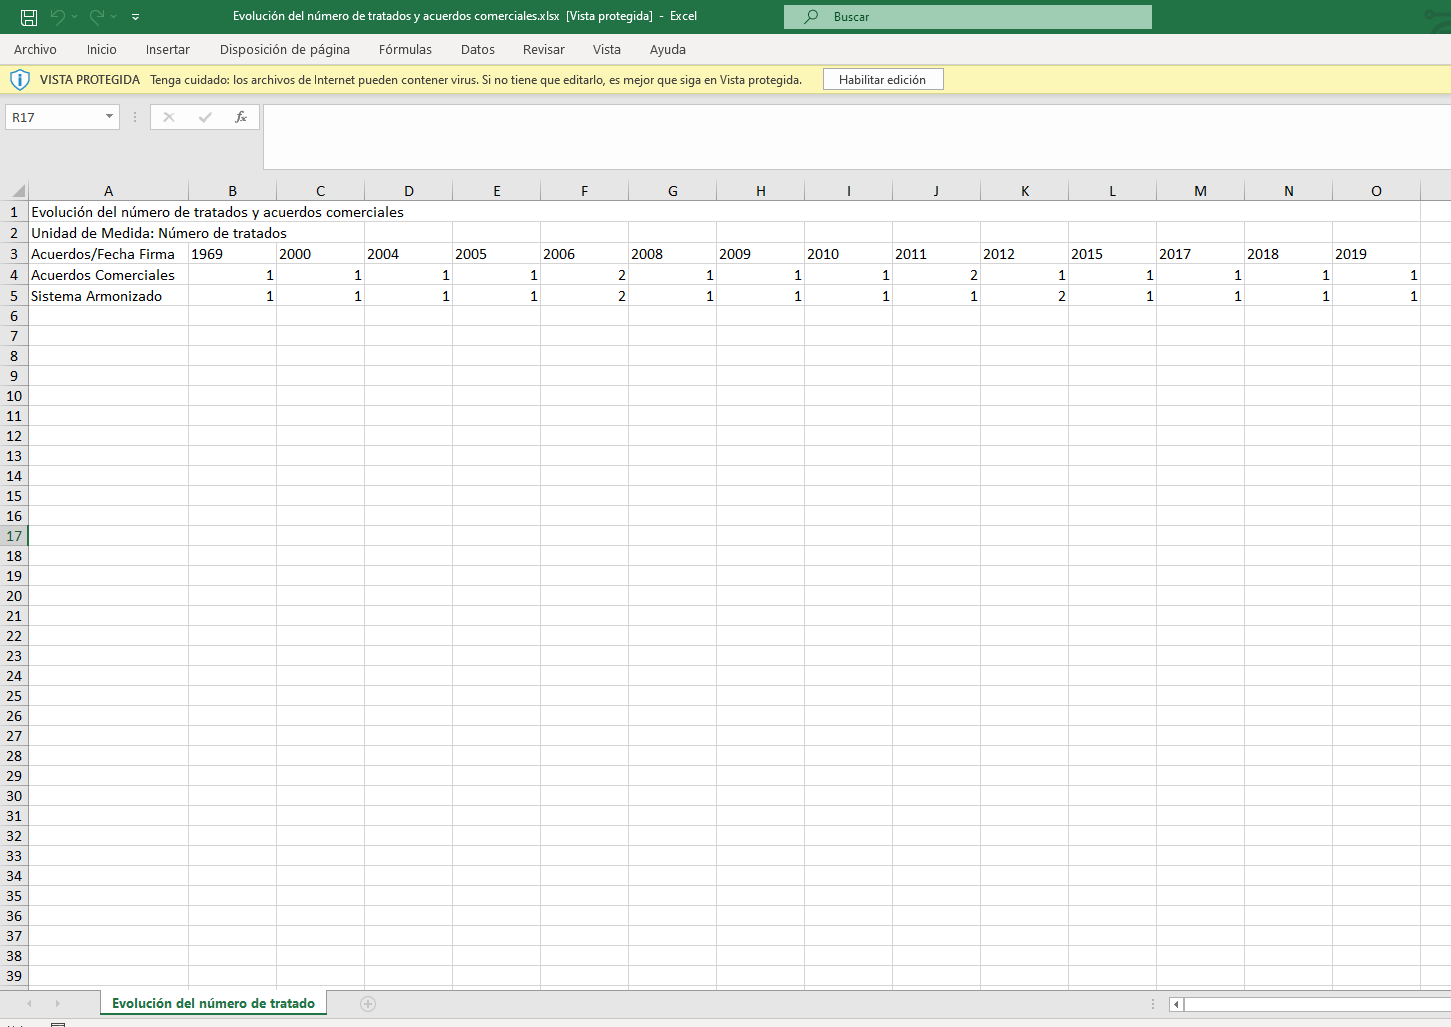 Evolución del número de tratados y acuerdos comerciales.xlsx [Vista protegida] - Excel
Buscar
Archivo Inicio Insertar Disposición de página Fórmulas Datos Revisar Vista Ayuda
VISTA PROTEGIDA Tenga cuidado: los archivos de Internet pueden contener virus. Si no tiene que editarlo, es mejor que siga en Vista protegida. Habilitar edición
R17 fx
A B C D E F G H I J K L M N O
1 Evolución del número de tratados y acuerdos comerciales
2 Unidad de Medida: Número de tratados
3 Acuerdos/Fecha Firma 1969 2000 2004 2005 2006 2008 2009 2010 2011 2012 2015 2017 2018 2019
4 Acuerdos Comerciales 1 1 1 1 2 1 1 1 2 1 1 1 1 1
5 Sistema Armonizado 1 1 1 1 2 1 1 1 1 2 1 1 1 1
6
7
8
9
10
11
12
13
14
15
16
17
18
19
20
21
22
23
24
25
26
27
28
29
30
31
32
33
34
35
36
37
38
39
Evolución del número de tratado